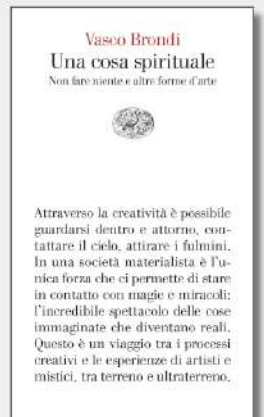 Vasco Brondi
Una cosa spirituale
Non fare niente e altre forme d'arte
Attraverso la creatività è possibile
guardarsi dentro e attorno, con-
tattare il cielo, attirare i fulmini.
In una società materialista è l'u-
nica forza che ci permette di stare
in contatto con magie e miracoli:
l'incredibile spettacolo delle cose
immaginate che diventano reali.
Questo è un viaggio tra i processi
creativi e le esperienze di artisti e
mistici, tra terreno e ultraterreno.